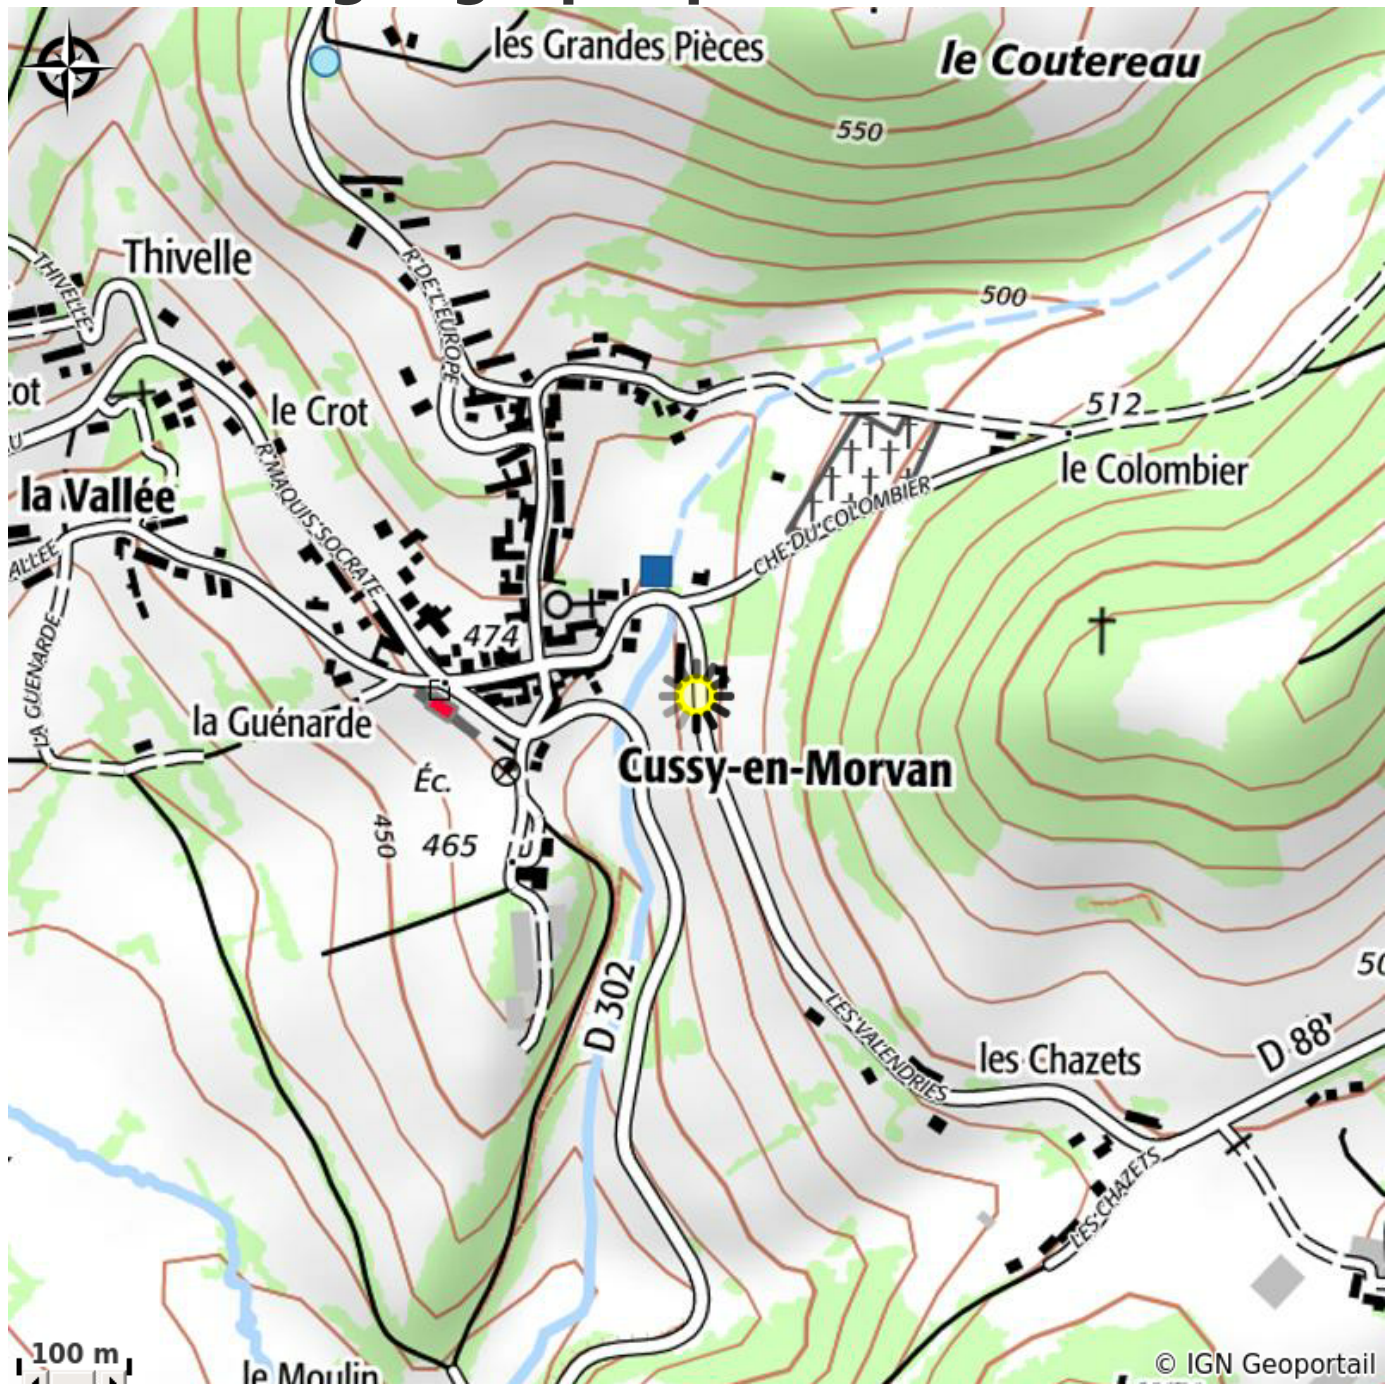 les Grandes Pièces
le Coutereau
550
Thivelle
THIVELLE
R. DE L'EUROPE
500
le Crot
512
le Colombier
la Vallée
R. MAQUIS SOCRATE
CHE DU COLOMBIER
LA GUENARDE
474
la Guénarde
Cussy-en-Morvan
Éc.
450
465
D 302
LES VALENDRIES
les Chazets
D 88
LES CHAZETS
100 m
le Moulin
© IGN Geoportail